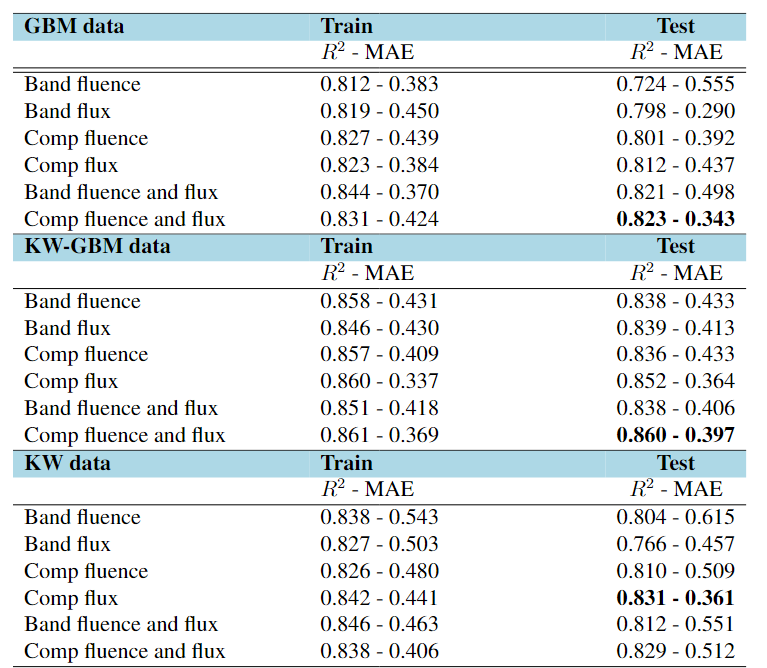 GBM data Train Test
R² - MAE R² - MAE
Band fluence 0.812 - 0.383 0.724 - 0.555
Band flux 0.819 - 0.450 0.798 - 0.290
Comp fluence 0.827 - 0.439 0.801 - 0.392
Comp flux 0.823 - 0.384 0.812 - 0.437
Band fluence and flux 0.844 - 0.370 0.821 - 0.498
Comp fluence and flux 0.831 - 0.424 0.823 - 0.343
KW-GBM data Train Test
R² - MAE R² - MAE
Band fluence 0.858 - 0.431 0.838 - 0.433
Band flux 0.846 - 0.430 0.839 - 0.413
Comp fluence 0.857 - 0.409 0.836 - 0.433
Comp flux 0.860 - 0.337 0.852 - 0.364
Band fluence and flux 0.851 - 0.418 0.838 - 0.406
Comp fluence and flux 0.861 - 0.369 0.860 - 0.397
KW data Train Test
R² - MAE R² - MAE
Band fluence 0.838 - 0.543 0.804 - 0.615
Band flux 0.827 - 0.503 0.766 - 0.457
Comp fluence 0.826 - 0.480 0.810 - 0.509
Comp flux 0.842 - 0.441 0.831 - 0.361
Band fluence and flux 0.846 - 0.463 0.812 - 0.551
Comp fluence and flux 0.838 - 0.406 0.829 - 0.512